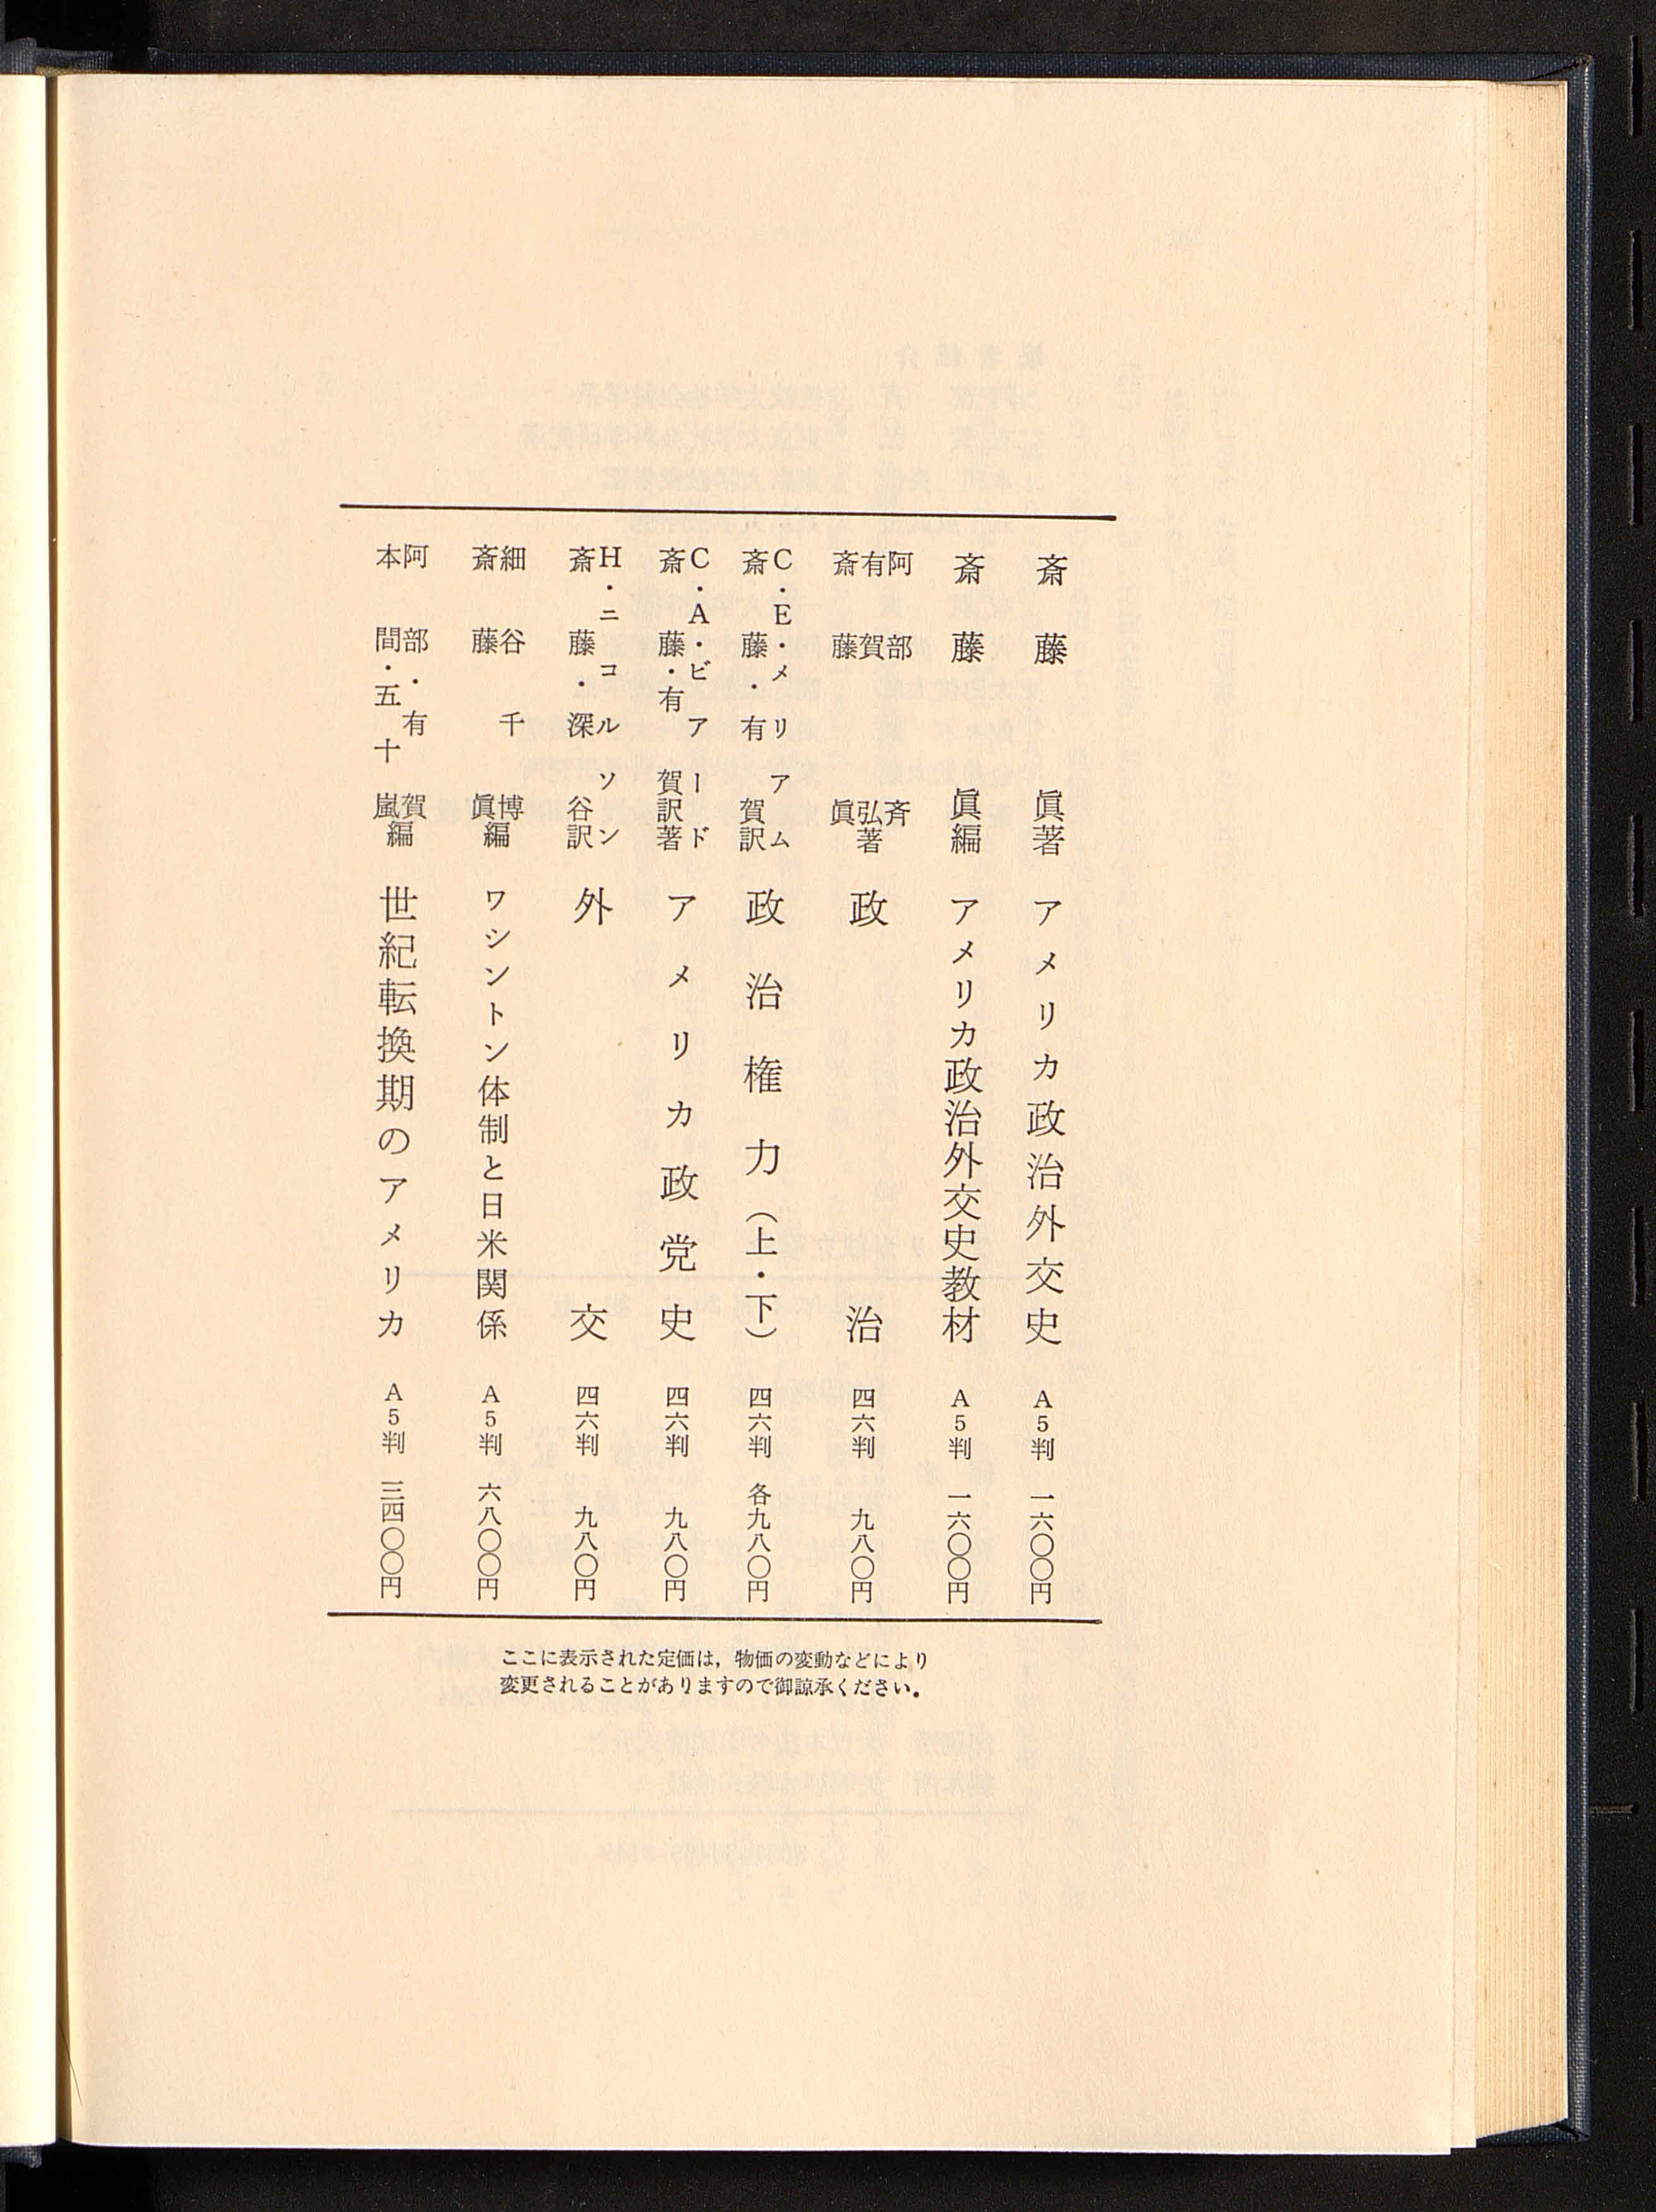 斎藤眞著 アメリカ政治外交史 A5判 一六〇〇円
斎藤眞編 アメリカ政治外交史教材 A5判 一六〇〇円
阿部斉
有賀弘著 政治 四六判 九八〇円
斎藤眞
C・E・メリアム
斎藤・有賀訳 政治権力（上・下） 四六判 各九八〇円
C・A・ビアード著
斎藤・有賀訳 アメリカ政党史 四六判 九八〇円
H・ニコルソン
斎藤・深谷訳 外交 四六判 九八〇円
細谷千博編 ワシントン体制と日米関係 A5判 六八〇〇円
斎藤眞
阿部・有賀編 世紀転換期のアメリカ A5判 三四〇〇円
本間・五十嵐
ここに表示された定価は，物価の変動などにより
変更されることがありますので御諒承ください。